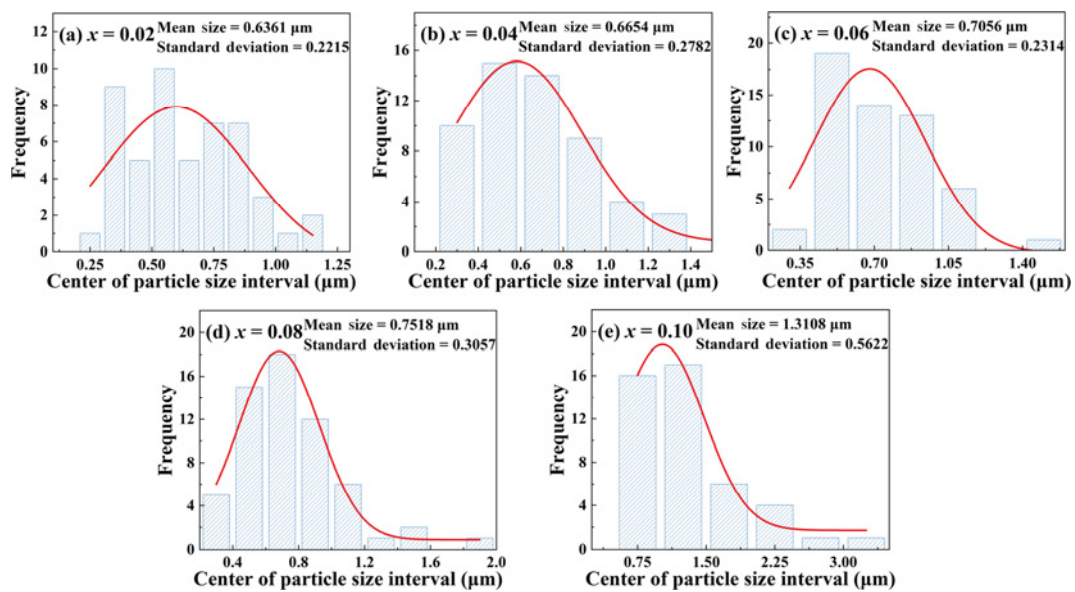 (a) x = 0.02
Mean size = 0.6361 μm
Standard deviation = 0.2215
Frequency
12
10
8
6
4
2
0
0.25 0.50 0.75 1.00 1.25
Center of particle size interval (μm)
(b) x = 0.04
Mean size = 0.6654 μm
Standard deviation = 0.2782
Frequency
16
12
8
4
0
0.2 0.4 0.6 0.8 1.0 1.2 1.4
Center of particle size interval (μm)
(c) x = 0.06
Mean size = 0.7056 μm
Standard deviation = 0.2314
Frequency
20
15
10
5
0
0.35 0.70 1.05 1.40
Center of particle size interval (μm)
(d) x = 0.08
Mean size = 0.7518 μm
Standard deviation = 0.3057
Frequency
20
16
12
8
4
0
0.4 0.8 1.2 1.6 2.0
Center of particle size interval (μm)
(e) x = 0.10
Mean size = 1.3108 μm
Standard deviation = 0.5622
Frequency
20
16
12
8
4
0
0.75 1.50 2.25 3.00
Center of particle size interval (μm)